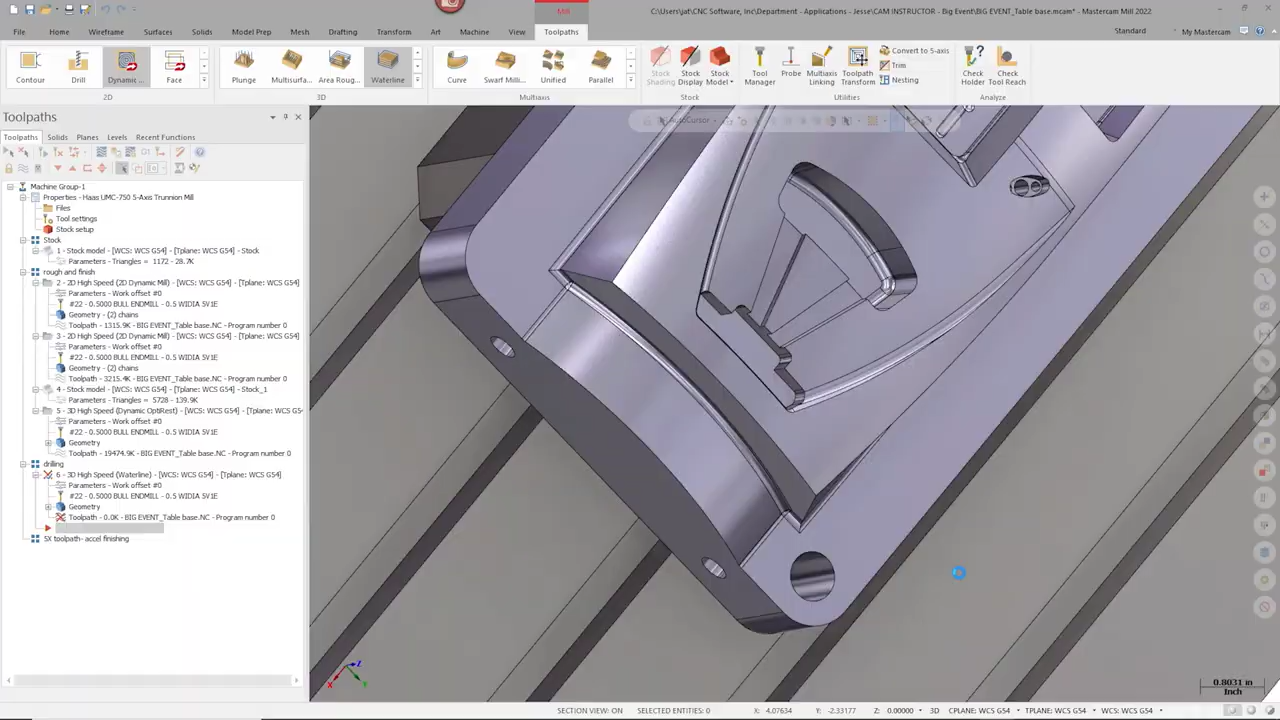 Mill
C:\Users\jat\CNC Software, Inc\Department - Applications - Jesse\CAM INSTRUCTOR - Big Event\BIG EVENT_Table base.mcam* - Mastercam Mill 2022
File Home Wireframe Surfaces Solids Model Prep Mesh Drafting Transform Art Machine View Toolpaths
Standard My Mastercam
Contour Drill Dynamic ... Face Plunge Multisurfa... Area Roug... Waterline Curve Swarf Milli... Unified Parallel Stock Shading Stock Display Stock Model Tool Manager Probe Multiaxis Linking Toolpath Transform Convert to 5-axis Trim Nesting Check Holder Check Tool Reach
2D 3D Multiaxis Stock Utilities Analyze
Toolpaths
AutoCursor
Toolpaths Solids Planes Levels Recent Functions
Machine Group-1
Properties - Haas UMC-750 5-Axis Trunnion Mill
Files
Tool settings
Stock setup
Stock
1 - Stock model - [WCS: WCS G54] - [Tplane: WCS G54] - Stock
Parameters - Triangles = 1172 - 28.7K
rough and finish
2 - 2D High Speed (2D Dynamic Mill) - [WCS: WCS G54] - [Tplane: WCS G54]
Parameters - Work offset #0
#22 - 0.5000 BULL ENDMILL - 0.5 WIDIA SV1E
Geometry - (2) chains
Toolpath - 1315.9K - BIG EVENT_Table base.NC - Program number 0
3 - 2D High Speed (2D Dynamic Mill) - [WCS: WCS G54] - [Tplane: WCS G54]
Parameters - Work offset #0
#22 - 0.5000 BULL ENDMILL - 0.5 WIDIA SV1E
Geometry - (2) chains
Toolpath - 3215.4K - BIG EVENT_Table base.NC - Program number 0
4 - Stock model - [WCS: WCS G54] - [Tplane: WCS G54] - Stock_1
Parameters - Triangles = 5728 - 139.9K
5 - 3D High Speed (Dynamic OptiRest) - [WCS: WCS G54] - [Tplane: WCS G54
Parameters - Work offset #0
#22 - 0.5000 BULL ENDMILL - 0.5 WIDIA SV1E
Geometry
Toolpath - 19474.9K - BIG EVENT_Table base.NC - Program number 0
drilling
6 - 3D High Speed (Waterline) - [WCS: WCS G54] - [Tplane: WCS G54]
Parameters - Work offset #0
#22 - 0.5000 BULL ENDMILL - 0.5 WIDIA SV1E
Geometry
Toolpath - 0.0K - BIG EVENT_Table base.NC - Program number 0
5X toolpath- accel finishing
Z
X Y
0.8031 in
Inch
SECTION VIEW: ON SELECTED ENTITIES: 0 X: 4.07634 Y: -2.33177 Z: 0.00000 3D CPLANE: WCS G54 TPLANE: WCS G54 WCS: WCS G54